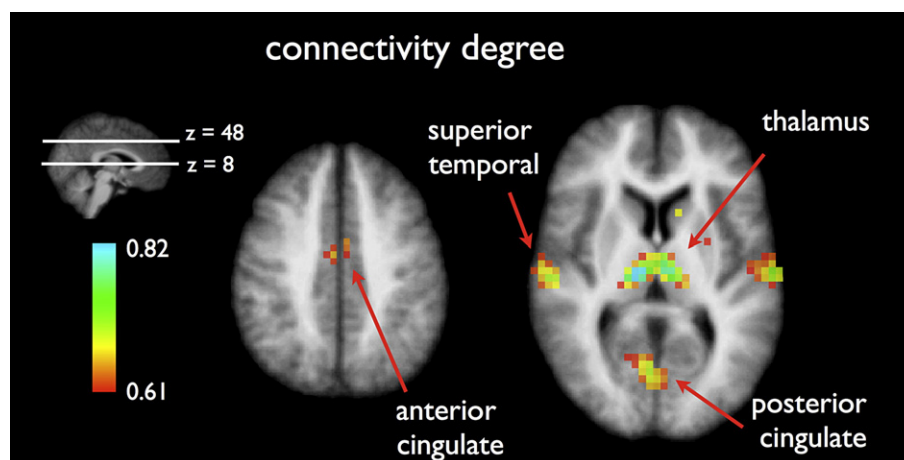 connectivity degree
z = 48
z = 8
superior
temporal
thalamus
0.82
0.61
anterior
cingulate
posterior
cingulate